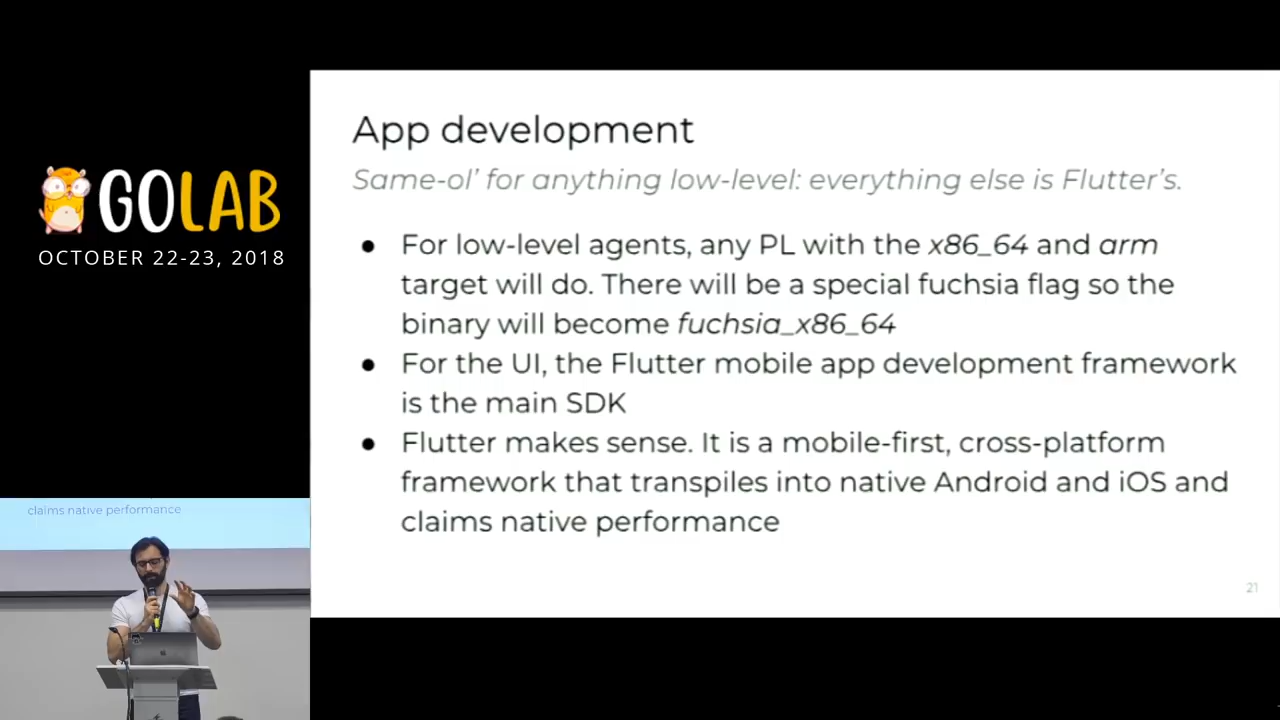 GOLAB
OCTOBER 22-23, 2018
App development
Same-ol' for anything low-level: everything else is Flutter's.
● For low-level agents, any PL with the x86_64 and arm
target will do. There will be a special fuchsia flag so the
binary will become fuchsia_x86_64
● For the UI, the Flutter mobile app development framework
is the main SDK
● Flutter makes sense. It is a mobile-first, cross-platform
framework that transpiles into native Android and iOS and
claims native performance
21
claims native performance